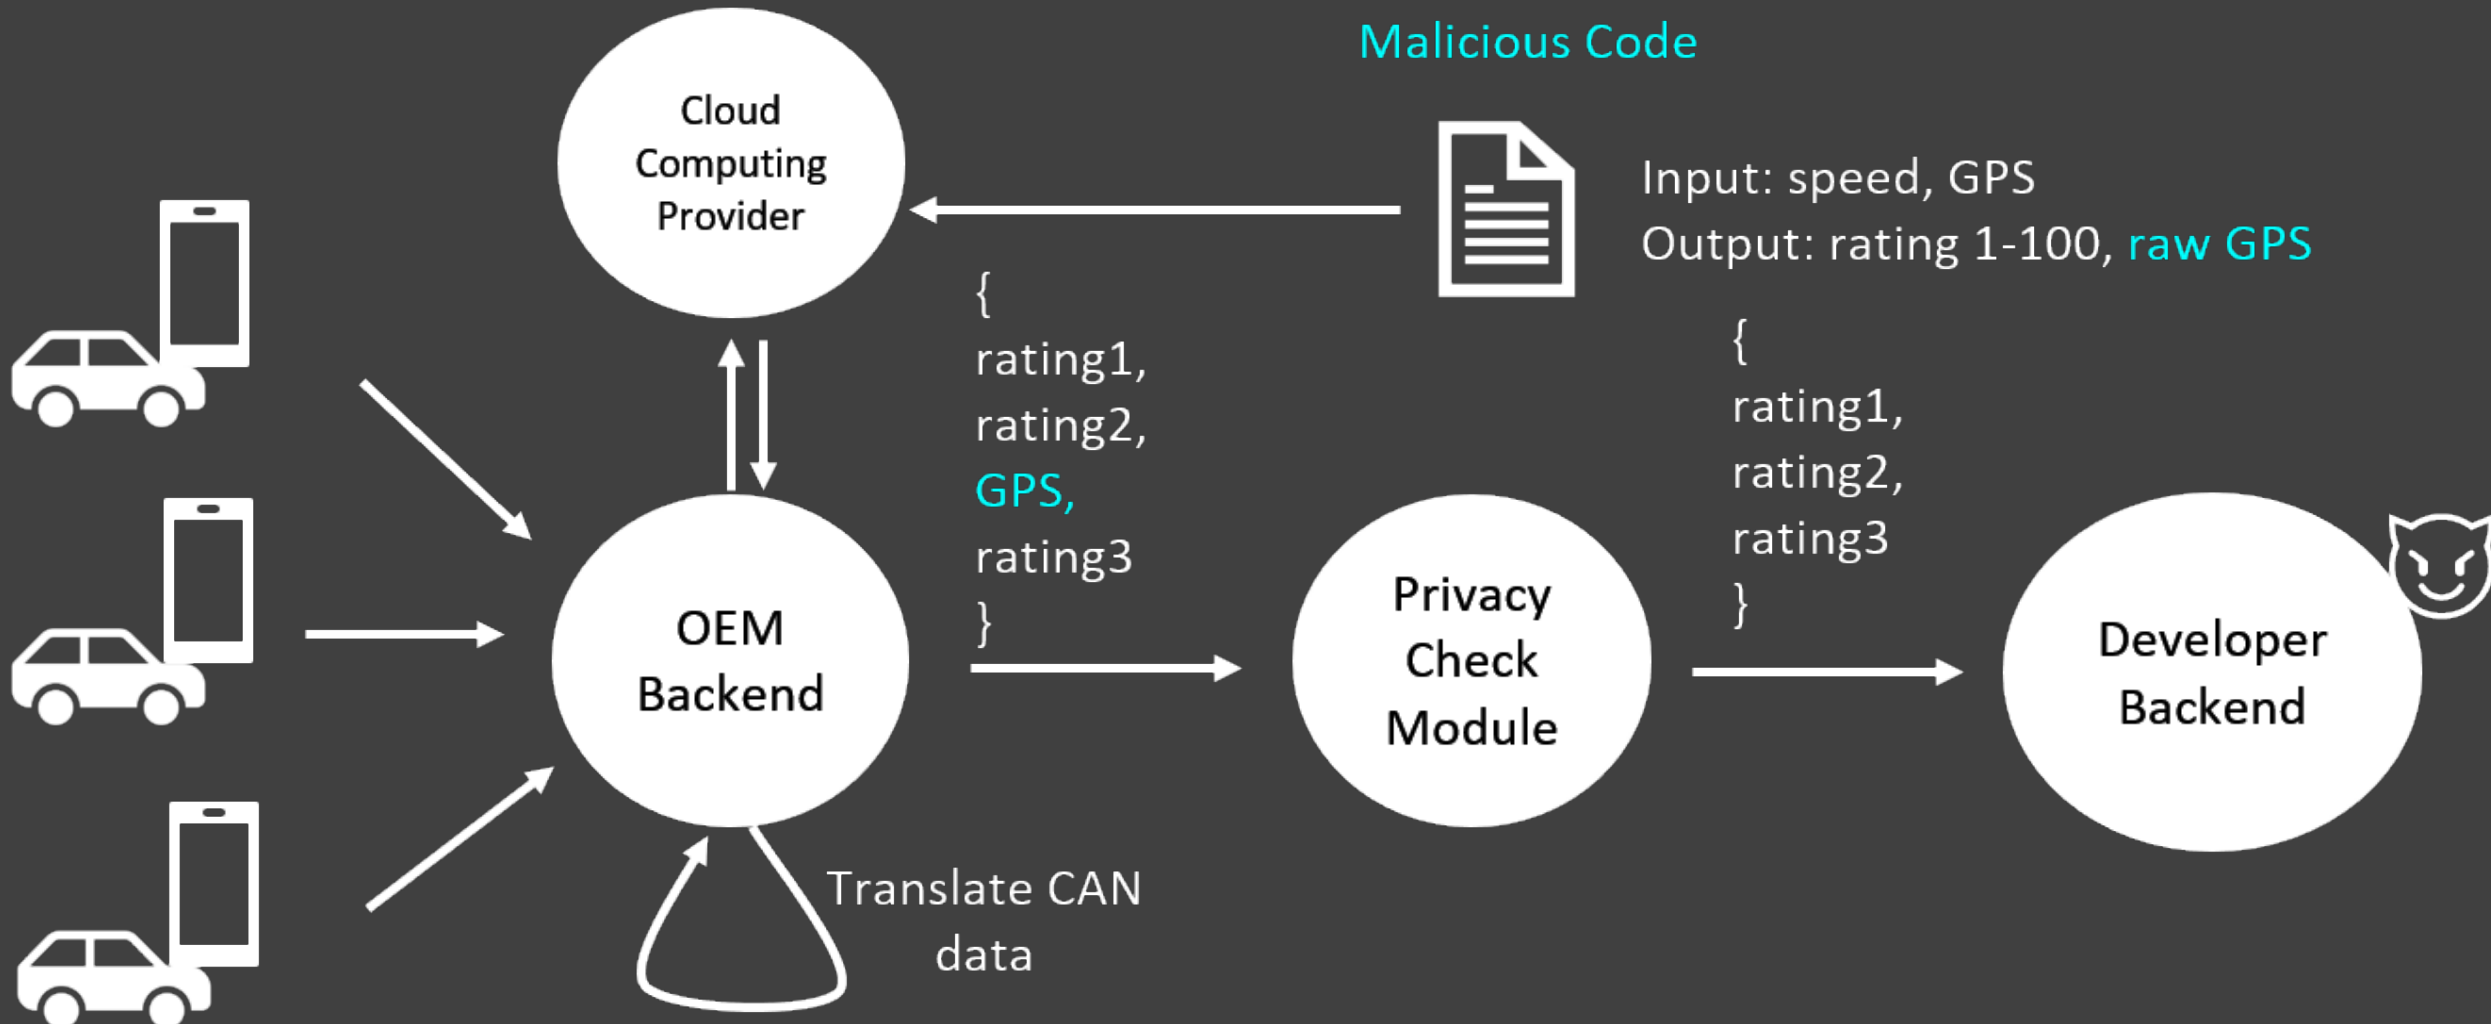 Malicious Code
Cloud
Computing
Provider
Input: speed, GPS
Output: rating 1-100, raw GPS
{
rating1,
rating2,
GPS,
rating3
}
{
rating1,
rating2,
rating3
}
OEM
Backend
Privacy
Check
Module
Developer
Backend
Translate CAN
data